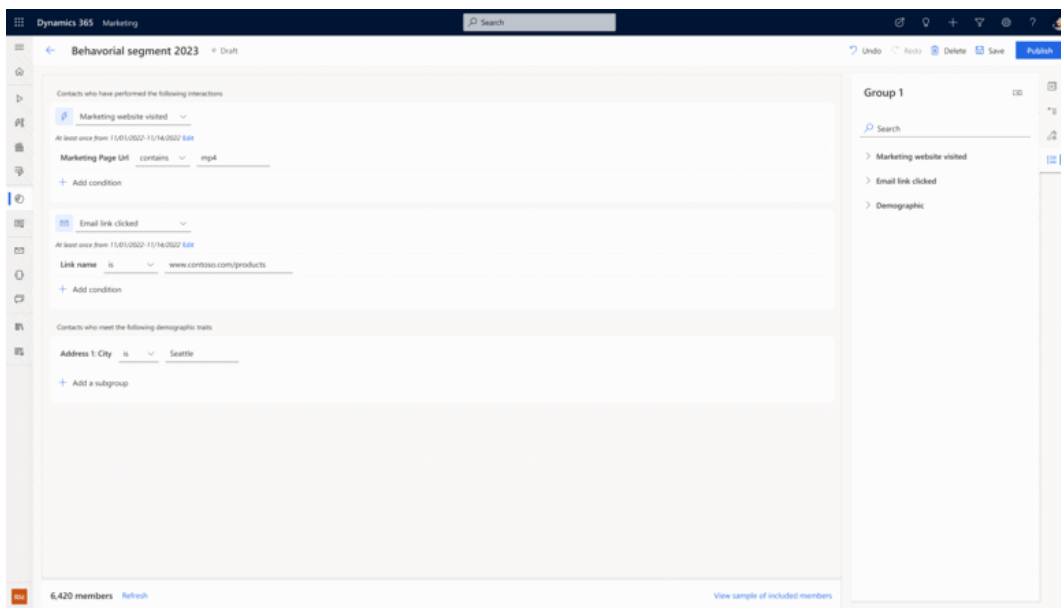 Dynamics 365 Marketing Search
Behavorial segment 2023 Draft Undo Redo Delete Save Publish
Contacts who have performed the following interactions
Marketing website visited
At least once from 11/01/2022-11/14/2022 Edit
Marketing Page Url contains mp4
+ Add condition
Email link clicked
At least once from 11/01/2022-11/14/2022 Edit
Link name is www.contoso.com/products
+ Add condition
Contacts who meet the following demographic traits
Address 1: City is Seattle
+ Add a subgroup
6,420 members Refresh View sample of included members
Group 1
Search
Marketing website visited
Email link clicked
Demographic